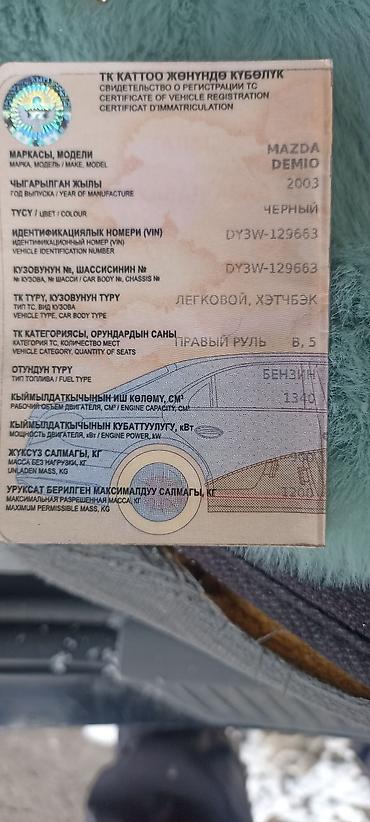 ТК КАТТОО ЖӨНҮНДӨ КҮБӨЛҮК
СВИДЕТЕЛЬСТВО О РЕГИСТРАЦИИ ТС
CERTIFICATE OF VEHICLE REGISTRATION
CERTIFICAT D'IMMATRICULATION
МАРКАСЫ, МОДЕЛИ MAZDA
МАРКА, МОДЕЛЬ / MAKE, MODEL DEMIO
ЧЫГАРЫЛГАН ЖЫЛЫ 2003
ГОД ВЫПУСКА / YEAR OF MANUFACTURE
ТҮСҮ / ЦВЕТ / COLOUR ЧЕРНЫЙ
ИДЕНТИФИКАЦИЯЛЫК НОМЕРИ (VIN) DY3W-129663
ИДЕНТИФИКАЦИОННЫЙ НОМЕР (VIN)
VEHICLE IDENTIFICATION NUMBER
КУЗОВУНУН №, ШАССИСИНИН № DY3W-129663
№ КУЗОВА, № ШАССИ / CAR BODY №, CHASSIS №
ТК ТҮРҮ, КУЗОВУНУН ТҮРҮ ЛЕГКОВОЙ, ХЭТЧБЭК
ТИП ТС, ВИД КУЗОВА
VEHICLE TYPE, CAR BODY TYPE
ТК КАТЕГОРИЯСЫ, ОРУНДАРДЫН САНЫ ПРАВЫЙ РУЛЬ B, 5
КАТЕГОРИЯ ТС, КОЛИЧЕСТВО МЕСТ
VEHICLE CATEGORY, QUANTITY OF SEATS
ОТУНДУН ТҮРҮ БЕНЗИН
ТИП ТОПЛИВА / FUEL TYPE
КЫЙМЫЛДАТКЫЧЫНЫН ИШ КӨЛӨМҮ, СМ³ 1340
РАБОЧИЙ ОБЪЕМ ДВИГАТЕЛЯ, СМ³ / ENGINE CAPACITY, CM³
КЫЙМЫЛДАТКЫЧЫНЫН КУБАТТУУЛУГУ, кВт
МОЩНОСТЬ ДВИГАТЕЛЯ, кВт / ENGINE POWER, kW
ЖҮКСҮЗ САЛМАГЫ, КГ
МАССА БЕЗ НАГРУЗКИ, КГ
UNLADEN MASS, KG
УРУКСАТ БЕРИЛГЕН МАКСИМАЛДУУ САЛМАГЫ, КГ 1200
МАКСИМАЛЬНАЯ РАЗРЕШЕННАЯ МАССА, КГ
MAXIMUM PERMISSIBLE MASS, KG